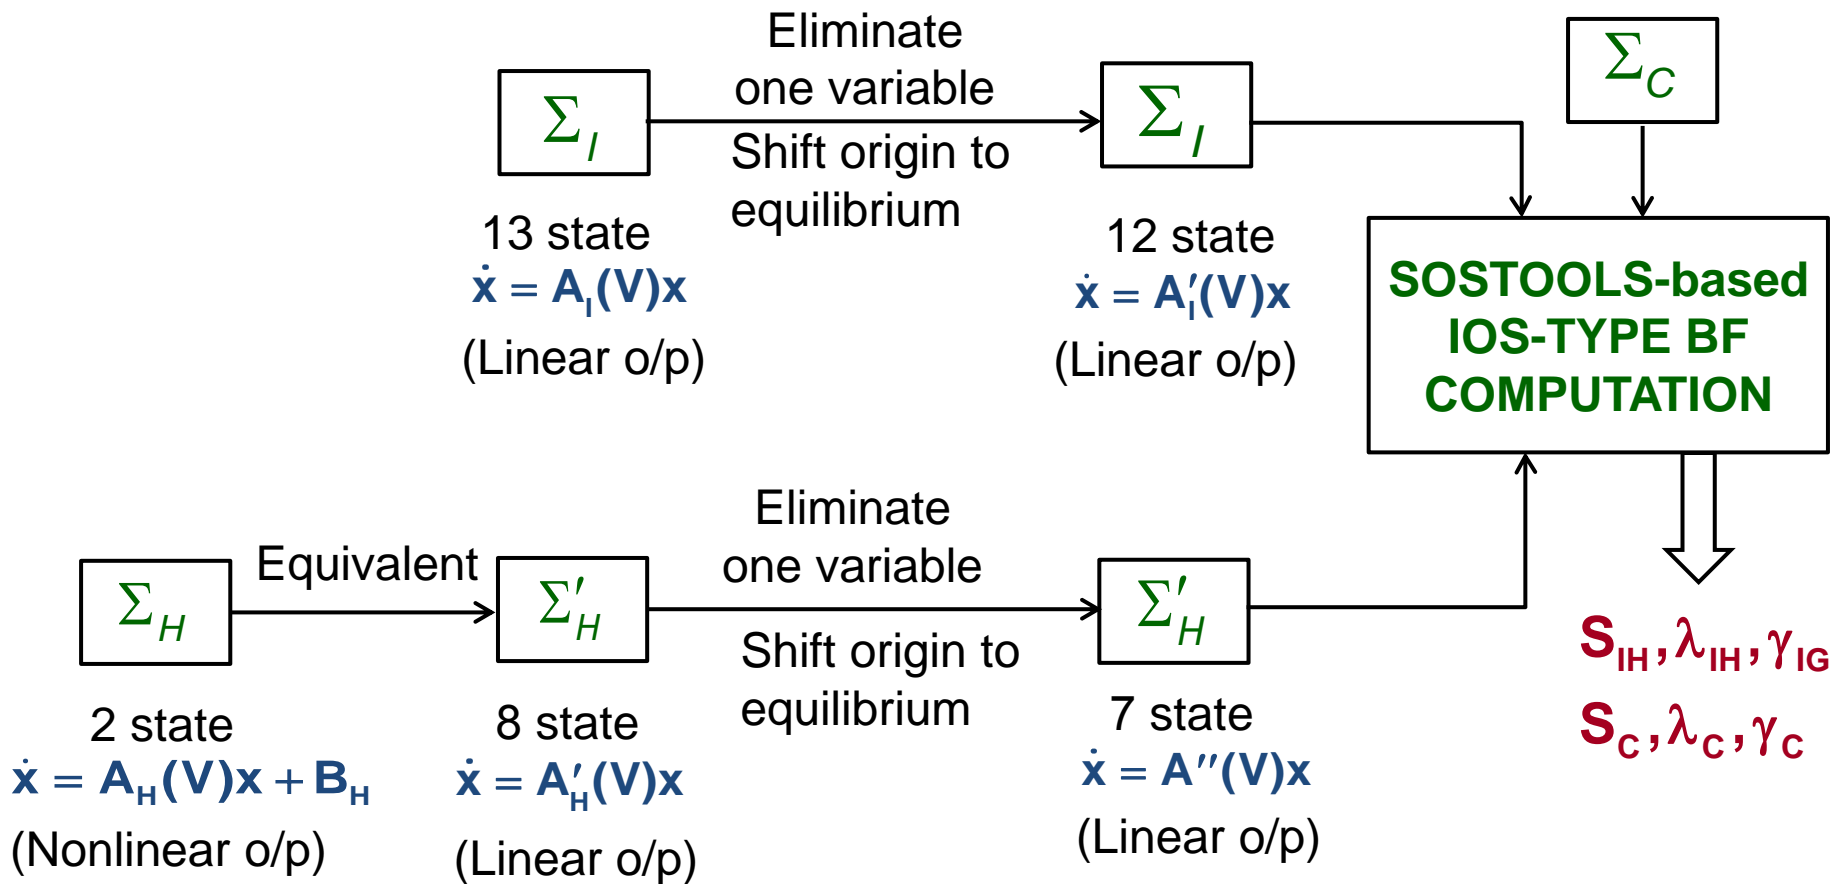 Eliminate
one variable
Shift origin to
equilibrium
Σ_I
13 state
ẋ = A_I(V)x
(Linear o/p)
Σ_I
12 state
ẋ = A′_I(V)x
(Linear o/p)
Σ_C
SOSTOOLS-based
IOS-TYPE BF
COMPUTATION
Σ_H
2 state
ẋ = A_H(V)x + B_H
(Nonlinear o/p)
Equivalent
Σ′_H
8 state
ẋ = A′_H(V)x
(Linear o/p)
Eliminate
one variable
Shift origin to
equilibrium
Σ′_H
7 state
ẋ = A′′(V)x
(Linear o/p)
S_IH, λ_IH, γ_IG
S_C, λ_C, γ_C